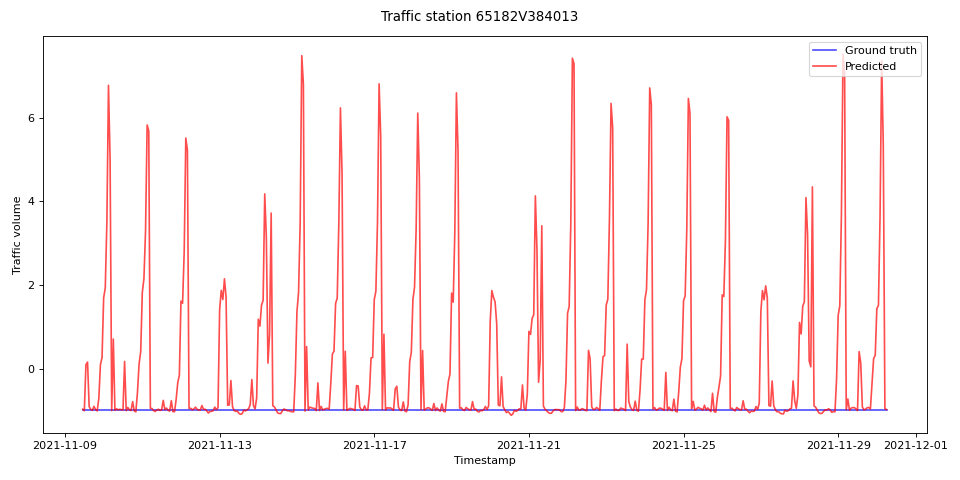 Traffic station 65182V384013
Ground truth
Predicted
Traffic volume
6
4
2
0
2021-11-09
2021-11-13
2021-11-17
2021-11-21
2021-11-25
2021-11-29
2021-12-01
Timestamp